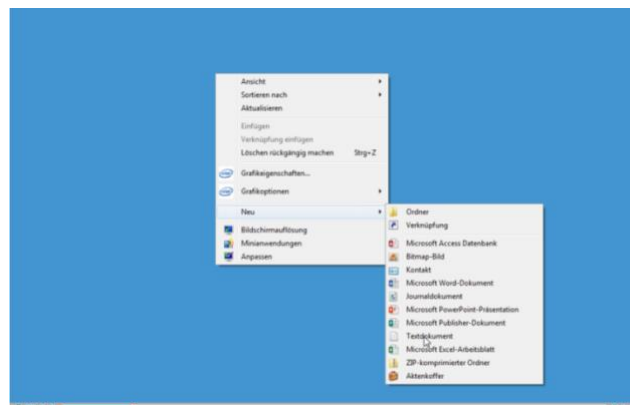 Ansicht
Sortieren nach
Aktualisieren
Einfügen
Verknüpfung einfügen
Löschen rückgängig machen Strg+Z
Grafikeigenschaften...
Grafikoptionen
Neu
Bildschirmauflösung
Minianwendungen
Anpassen
Ordner
Verknüpfung
Microsoft Access Datenbank
Bitmap-Bild
Kontakt
Microsoft Word-Dokument
Journaldokument
Microsoft PowerPoint-Präsentation
Microsoft Publisher-Dokument
Textdokument
Microsoft Excel-Arbeitsblatt
ZIP-komprimierter Ordner
Aktenkoffer